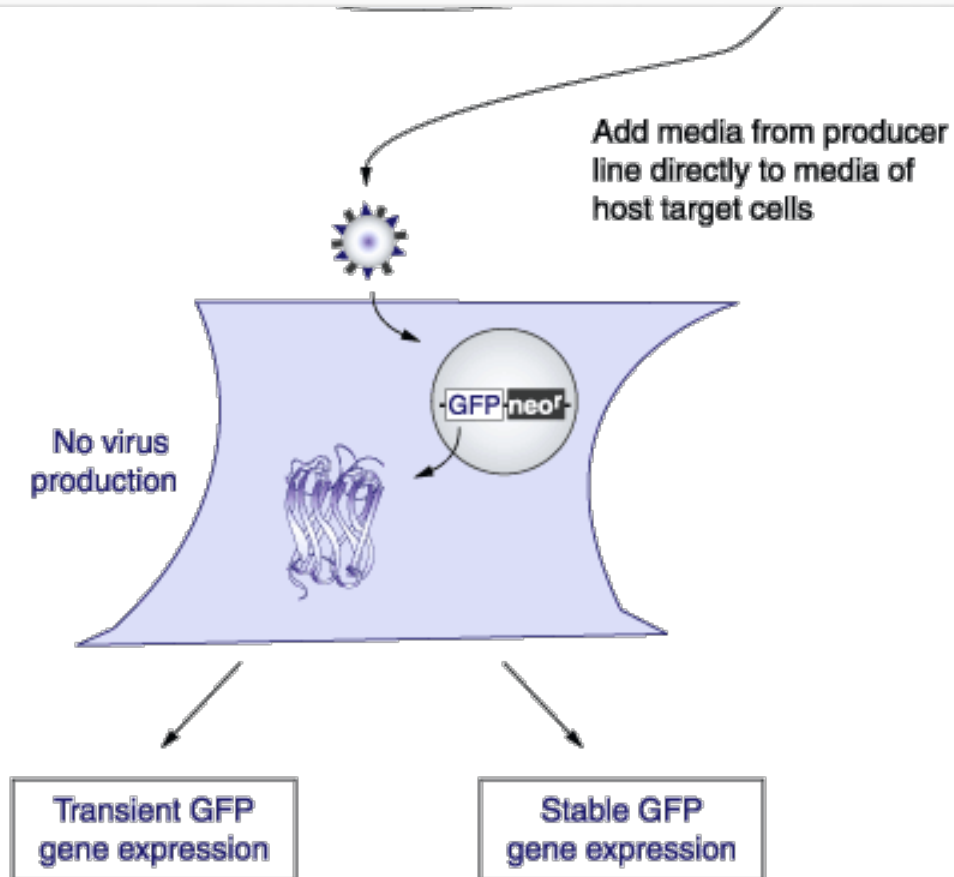 Add media from producer
line directly to media of
host target cells
GFP neoʳ
No virus
production
Transient GFP
gene expression
Stable GFP
gene expression